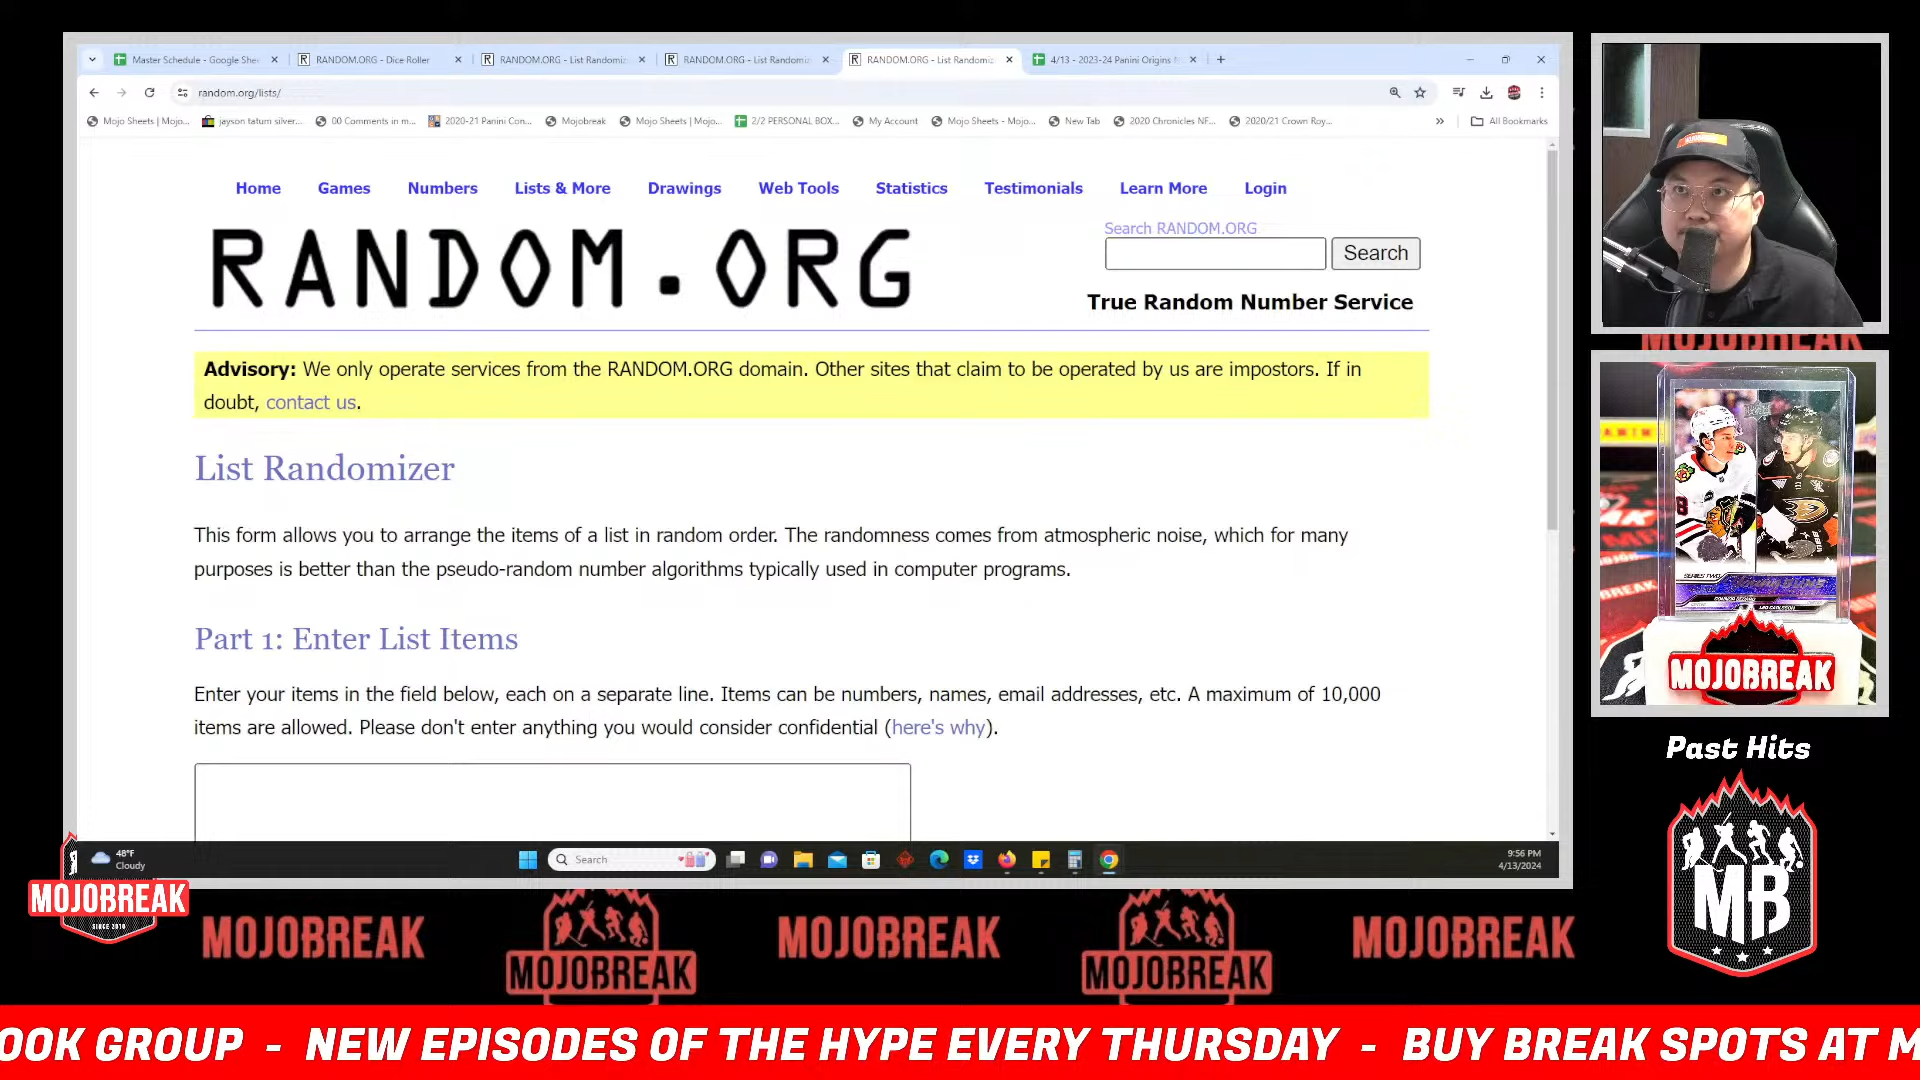 Master Schedule - Google She
RANDOM.ORG - Dice Roller
RANDOM.ORG - List Randomiz
RANDOM.ORG - List Randomiz
RANDOM.ORG - List Randomiz
4/13 - 2023-24 Panini Origins
random.org/lists/
Mojo Sheets | Mojo...
jayson tatum silver...
00 Comments in m...
2020-21 Panini Con...
Mojobreak
Mojo Sheets | Mojo...
2/2 PERSONAL BOX...
My Account
Mojo Sheets - Mojo...
New Tab
2020 Chronicles NF...
2020/21 Crown Roy...
All Bookmarks
Home
Games
Numbers
Lists & More
Drawings
Web Tools
Statistics
Testimonials
Learn More
Login
RANDOM.ORG
Search RANDOM.ORG
Search
True Random Number Service
Advisory: We only operate services from the RANDOM.ORG domain. Other sites that claim to be operated by us are impostors. If in
doubt, contact us.
List Randomizer
This form allows you to arrange the items of a list in random order. The randomness comes from atmospheric noise, which for many
purposes is better than the pseudo-random number algorithms typically used in computer programs.
Part 1: Enter List Items
Enter your items in the field below, each on a separate line. Items can be numbers, names, email addresses, etc. A maximum of 10,000
items are allowed. Please don't enter anything you would consider confidential (here's why).
48°F
Cloudy
Search
9:56 PM
4/13/2024
SERIES TWO
MOJOBREAK
Past Hits
MB
MOJOBREAK
SINCE 2010
MOJOBREAK
MOJOBREAK
MOJOBREAK
MOJOBREAK
MOJOBREAK
OOK GROUP - NEW EPISODES OF THE HYPE EVERY THURSDAY - BUY BREAK SPOTS AT M